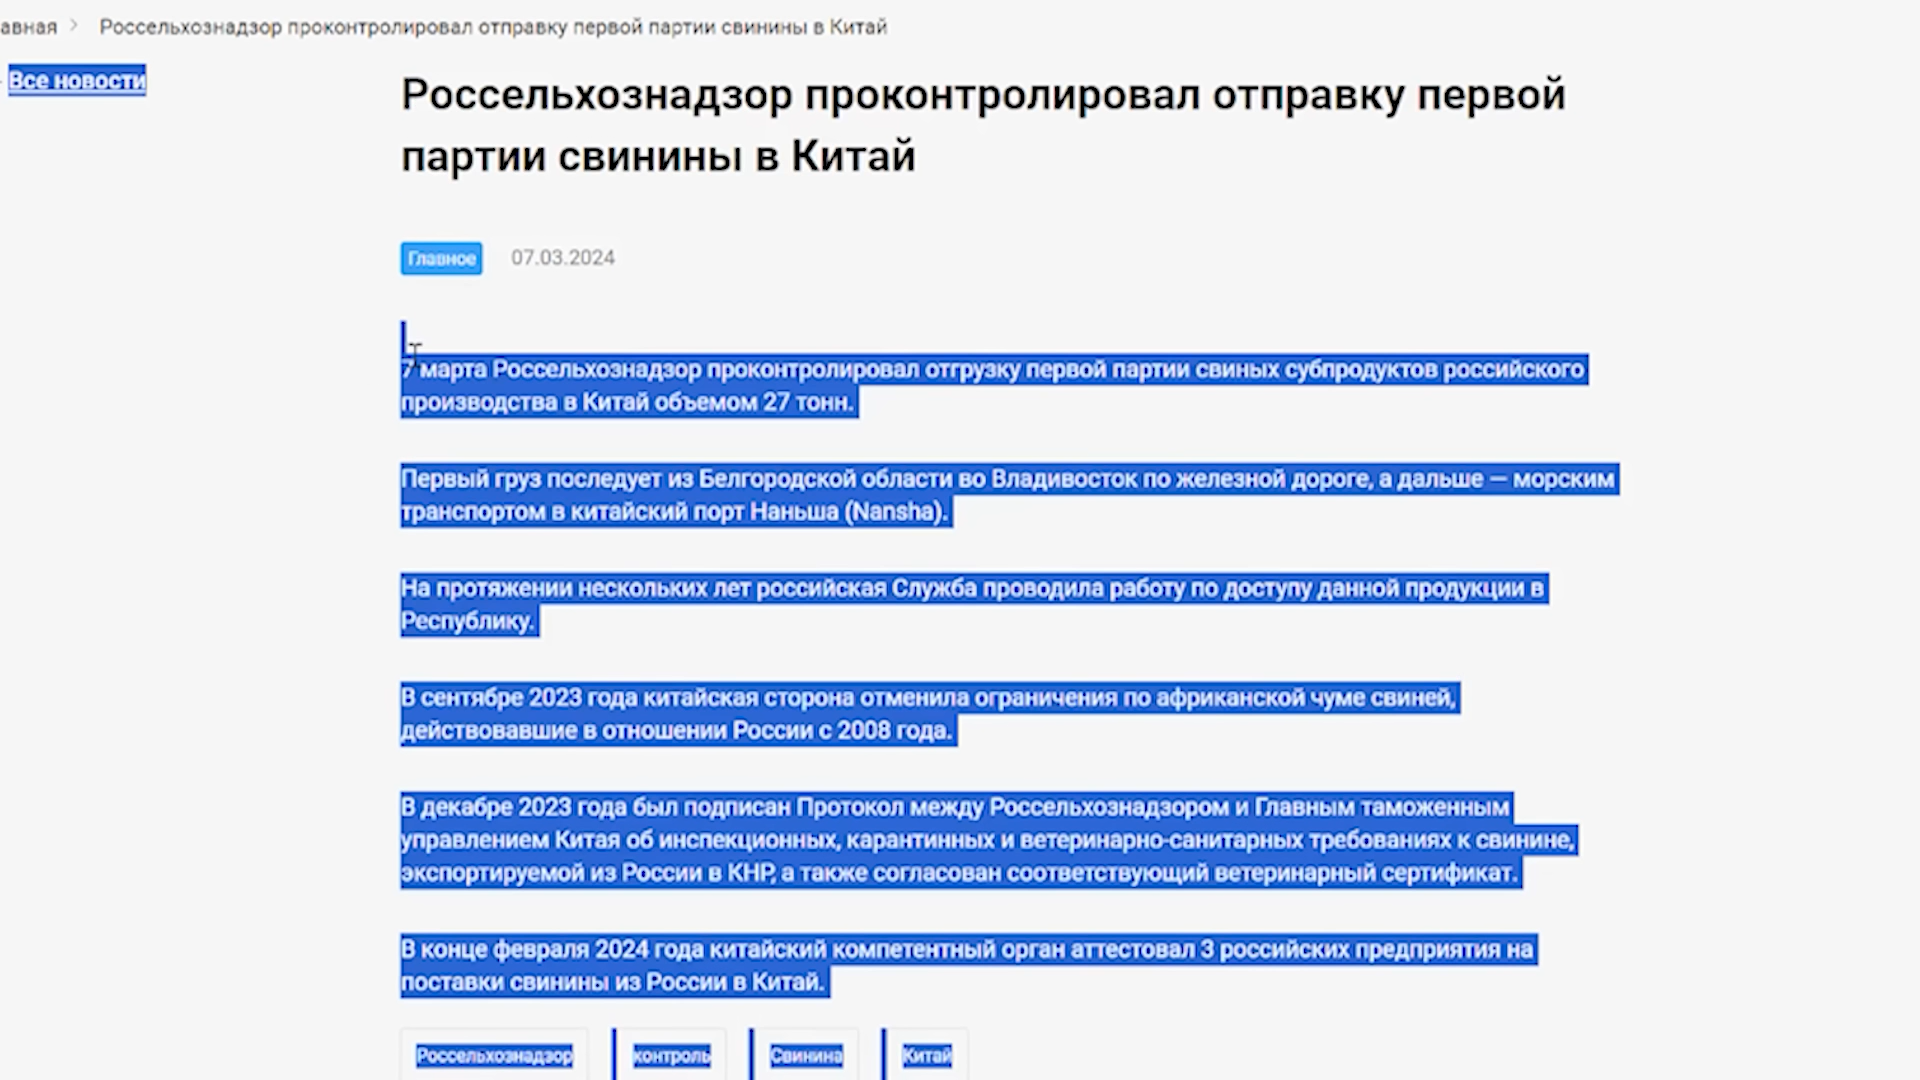 авная > Россельхознадзор проконтролировал отправку первой партии свинины в Китай
Все новости
Россельхознадзор проконтролировал отправку первой
партии свинины в Китай
Главное 07.03.2024
7 марта Россельхознадзор проконтролировал отгрузку первой партии свиных субпродуктов российского
производства в Китай объемом 27 тонн.
Первый груз последует из Белгородской области во Владивосток по железной дороге, а дальше — морским
транспортом в китайский порт Наньша (Nansha).
На протяжении нескольких лет российская Служба проводила работу по доступу данной продукции в
Республику.
В сентябре 2023 года китайская сторона отменила ограничения по африканской чуме свиней,
действовавшие в отношении России с 2008 года.
В декабре 2023 года был подписан Протокол между Россельхознадзором и Главным таможенным
управлением Китая об инспекционных, карантинных и ветеринарно-санитарных требованиях к свинине,
экспортируемой из России в КНР, а также согласован соответствующий ветеринарный сертификат.
В конце февраля 2024 года китайский компетентный орган аттестовал 3 российских предприятия на
поставки свинины из России в Китай.
Россельхознадзор контроль Свинина Китай